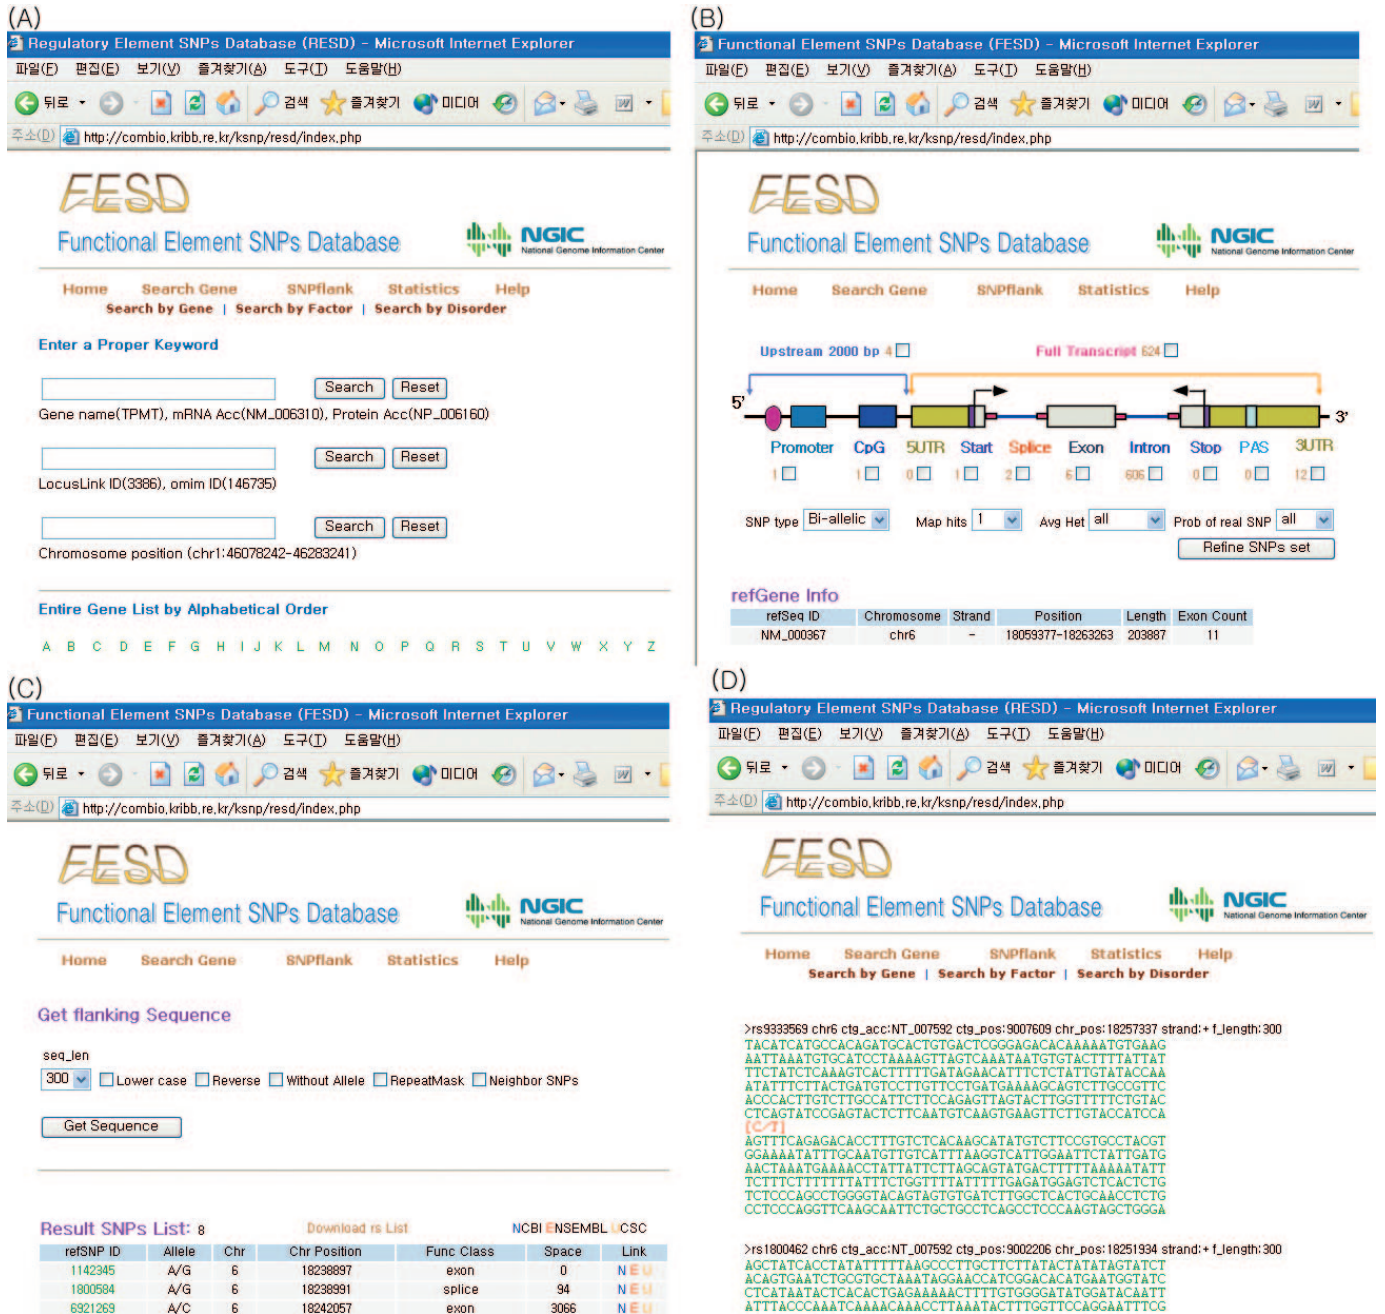 (A)
Regulatory Element SNPs Database (RESD) - Microsoft Internet Explorer
파일(F) 편집(E) 보기(V) 즐겨찾기(A) 도구(T) 도움말(H)
뒤로 검색 즐겨찾기 미디어
주소(D) http://combio.kribb.re.kr/ksnp/resd/index.php
FESD
Functional Element SNPs Database
NGIC
National Genome Information Center
Home Search Gene SNPflank Statistics Help
Search by Gene | Search by Factor | Search by Disorder
Enter a Proper Keyword
Search Reset
Gene name(TPMT), mRNA Acc(NM_006310), Protein Acc(NP_006160)
Search Reset
LocusLink ID(3386), omim ID(146735)
Search Reset
Chromosome position (chr1:46078242-46283241)
Entire Gene List by Alphabetical Order
A B C D E F G H I J K L M N O P Q R S T U V W X Y Z
(B)
Functional Element SNPs Database (FESD) - Microsoft Internet Explorer
파일(F) 편집(E) 보기(V) 즐겨찾기(A) 도구(T) 도움말(H)
뒤로 검색 즐겨찾기 미디어
주소(D) http://combio.kribb.re.kr/ksnp/resd/index.php
FESD
Functional Element SNPs Database
NGIC
National Genome Information Center
Home Search Gene SNPflank Statistics Help
Upstream 2000 bp 4 Full Transcript 624
5' 3'
Promoter CpG 5UTR Start Splice Exon Intron Stop PAS 3UTR
1 1 0 1 2 6 606 0 0 12
SNP type Bi-allelic Map hits 1 Avg Het all Prob of real SNP all
Refine SNPs set
refGene Info
refSeq ID Chromosome Strand Position Length Exon Count
NM_000367 chr6 - 18059377-18263263 203887 11
(C)
Functional Element SNPs Database (FESD) - Microsoft Internet Explorer
파일(F) 편집(E) 보기(V) 즐겨찾기(A) 도구(T) 도움말(H)
뒤로 검색 즐겨찾기 미디어
주소(D) http://combio.kribb.re.kr/ksnp/resd/index.php
FESD
Functional Element SNPs Database
NGIC
National Genome Information Center
Home Search Gene SNPflank Statistics Help
Get flanking Sequence
seq_len
300 Lower case Reverse Without Allele RepeatMask Neighbor SNPs
Get Sequence
Result SNPs List: 8 Download rs List NCBI ENSEMBL UCSC
refSNP ID Allele Chr Chr Position Func Class Space Link
1142345 A/G 6 18238897 exon 0 N E U
1800584 A/G 6 18238991 splice 94 N E U
6921269 A/C 6 18242057 exon 3066 N E U
(D)
Regulatory Element SNPs Database (RESD) - Microsoft Internet Explorer
파일(F) 편집(E) 보기(V) 즐겨찾기(A) 도구(T) 도움말(H)
뒤로 검색 즐겨찾기 미디어
주소(D) http://combio.kribb.re.kr/ksnp/resd/index.php
FESD
Functional Element SNPs Database
NGIC
National Genome Information Center
Home Search Gene SNPflank Statistics Help
Search by Gene | Search by Factor | Search by Disorder
>rs9333569 chr6 ctg_acc:NT_007592 ctg_pos:9007609 chr_pos:18257337 strand:+ f_length:300
TACATCATGCCACAGATGCACTGTGACTCGGGAGACACAAAAATGTGAAG
AATTAAATGTGCATCCTAAAAGTTAGTCAAATAATGTGTACTTTTATTAT
TTCTATCTCAAAGTCACTTTTTGATAGAACATTTCTCTATTGTATACCAA
ATATTTCTTACTGATGTCCTTGTTCCTGATGAAAAGCAGTCTTGCCGTTC
ACCCACTTGTCTTGCCATTCTTCCAGAGTTAGTACTTGGTTTTTCTGTAC
CTCAGTATCCGAGTACTCTTCAATGTCAAGTGAAGTTCTTGTACCATCCA
[C/T]
AGTTTCAGAGACACCTTTGTCTCACAAGCATATGTCTTCCGTGCCTACGT
GGAAAATATTTGCAATGTTGTCATTTAAGGTCATTGGAATTCTATTGATG
AACTAAATGAAAACCTATTATTCTTAGCAGTATGACTTTTTAAAAATATT
TCTTTCTTTTTTTATTTCTGGTTTTATTTTTGAGATGGAGTCTCACTCTG
TCTCCCAGCCTGGGGTACAGTAGTGTGATCTTGGCTCACTGCAACCTCTG
CCTCCCAGGTTCAAGCAATTCTGCTGCCTCAGCCTCCCAAGTAGCTGGGA
>rs1800462 chr6 ctg_acc:NT_007592 ctg_pos:9002206 chr_pos:18251934 strand:+ f_length:300
AGCTATCACCTATATTTTTAAGCCCTTGCTTCTTATACTATATAGTATCT
ACAGTGAATCTGCGTGCTAAATAGGAACCATCGGACACATGAATGGTATC
CTCATAATACTCACACTGAGAAAAACTTTTGTGGGGATATGGATACAATT
ATTTACCCAAATCAAAACAAACCTTAAATACTTTGGTTCCAGGAATTTCG